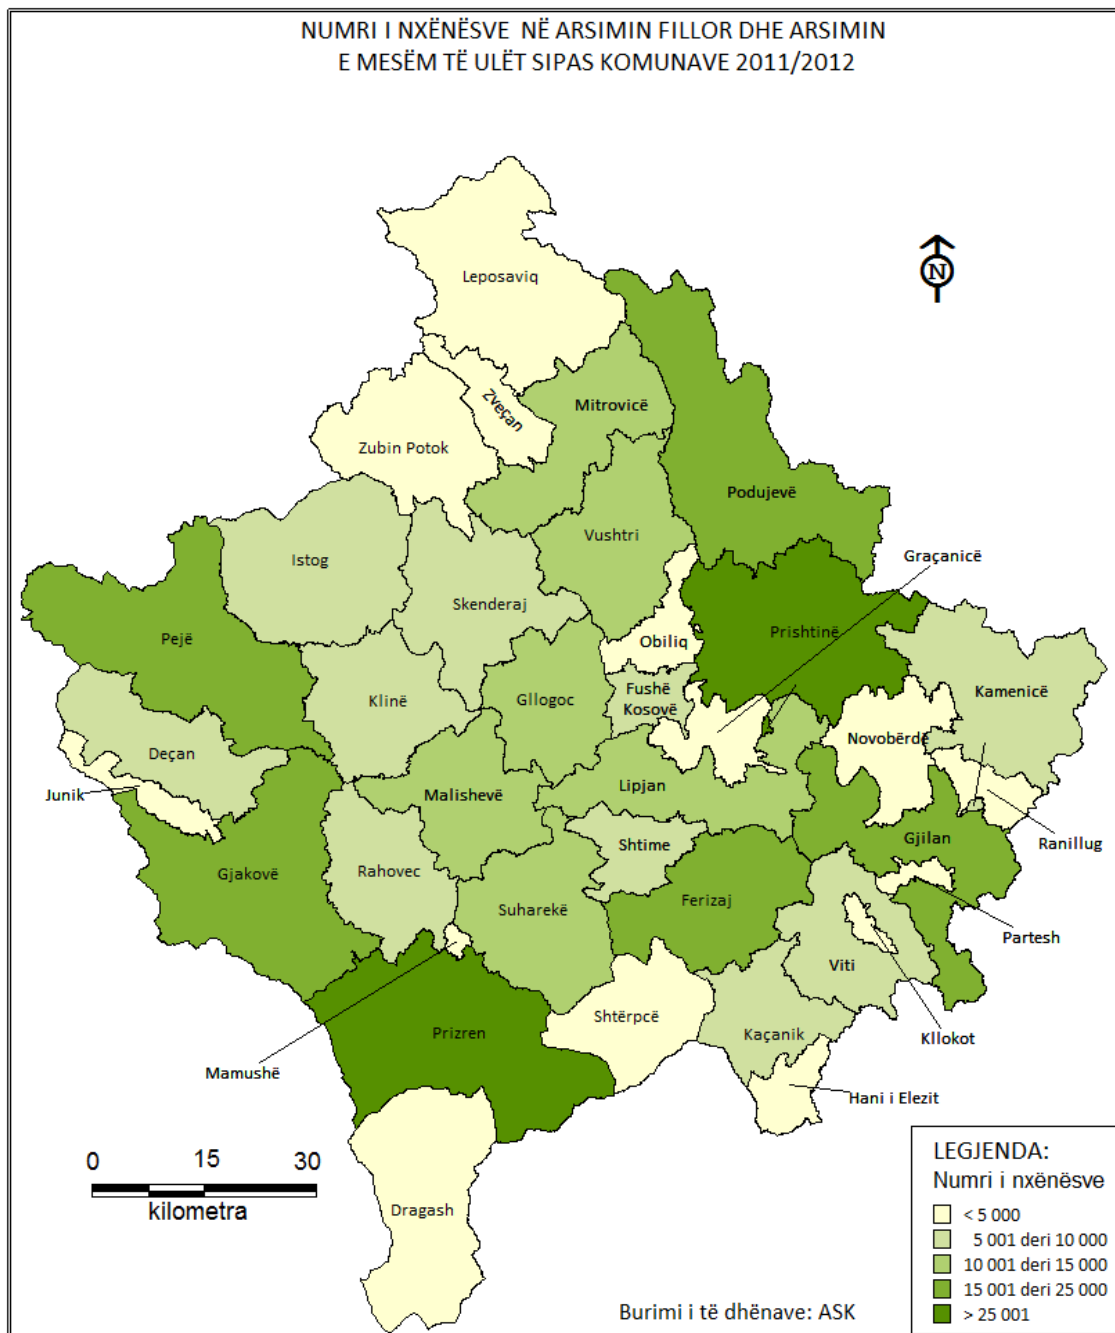 NUMRI I NXËNËSVE NË ARSIMIN FILLOR DHE ARSIMIN
E MESËM TË ULËT SIPAS KOMUNAVE 2011/2012
N
Leposaviq
Zveçan
Mitrovicë
Zubin Potok
Podujevë
Vushtri
Graçanicë
Istog
Skenderaj
Pejë
Obiliq
Prishtinë
Klinë
Gllogoc
Fushë
Kosovë
Kamenicë
Deçan
Novobërdë
Junik
Malishevë
Lipjan
Ranillug
Shtime
Gjilan
Gjakovë
Rahovec
Suharekë
Ferizaj
Partesh
Viti
Shtërpcë
Kaçanik
Kllokot
Prizren
Mamushë
Hani i Elezit
Dragash
0 15 30
kilometra
LEGJENDA:
Numri i nxënësve
< 5 000
5 001 deri 10 000
10 001 deri 15 000
15 001 deri 25 000
> 25 001
Burimi i të dhënave: ASK